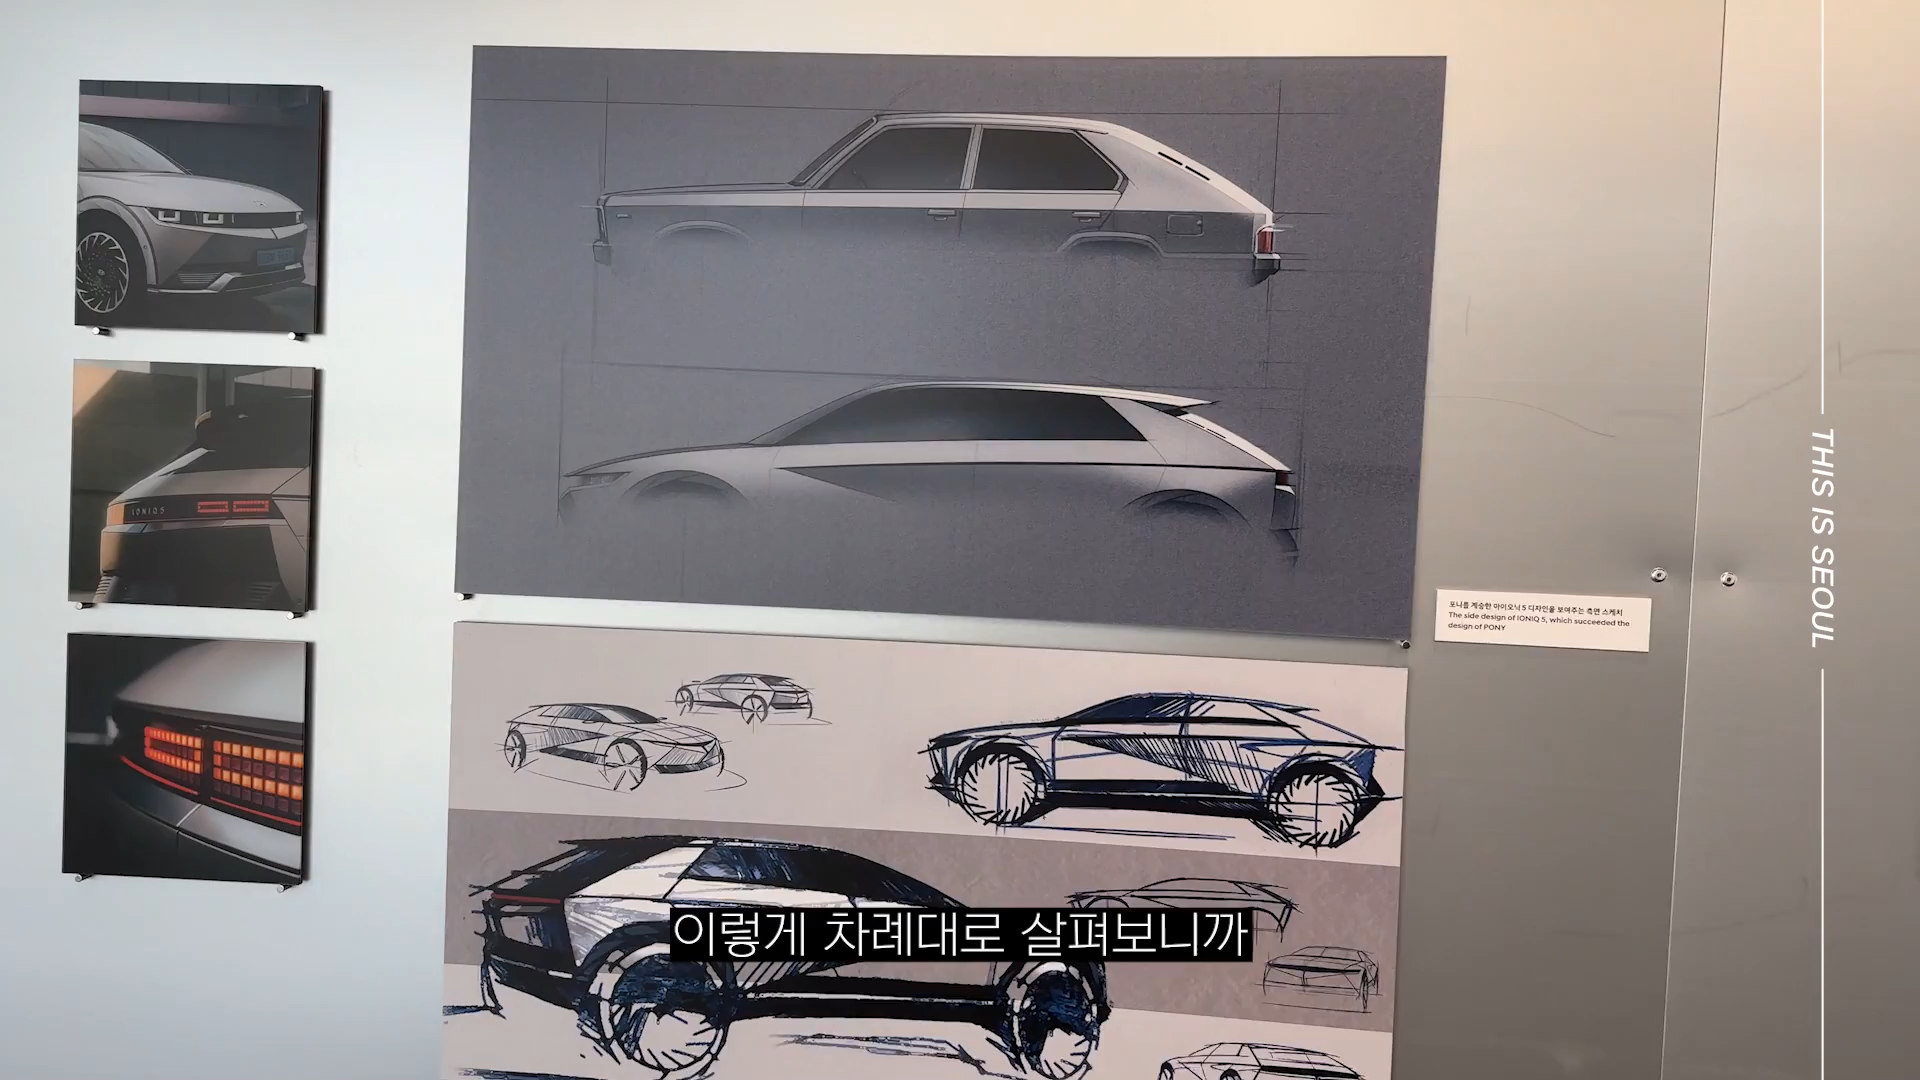 IONIQ5
포니를 계승한 아이오닉 5 디자인을 보여주는 측면 스케치
The side design of IONIQ 5, which succeeded the
design of PONY
THIS IS SEOUL
이렇게 차례대로 살펴보니까